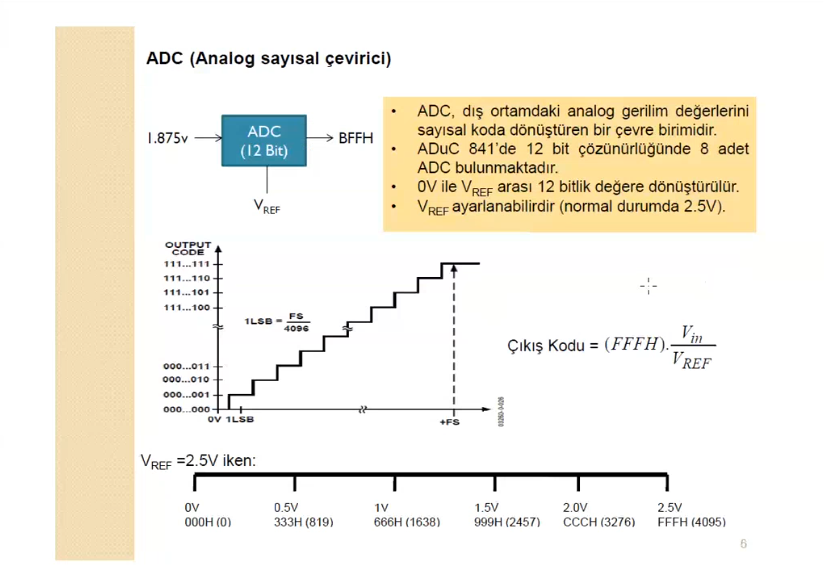 ADC (Analog sayısal çevirici)
1.875v
ADC
(12 Bit)
BFFH
VREF
• ADC, dış ortamdaki analog gerilim değerlerini
sayısal koda dönüştüren bir çevre birimidir.
• ADuC 841'de 12 bit çözünürlüğünde 8 adet
ADC bulunmaktadır.
• 0V ile VREF arası 12 bitlik değere dönüştürülür.
• VREF ayarlanabilirdir (normal durumda 2.5V).
OUTPUT
CODE
111...111
111...110
111...101
111...100
1LSB = FS/4096
000...011
000...010
000...001
000...000
0V 1LSB
+FS
Çıkış Kodu = (FFFH). Vin/VREF
VREF =2.5V iken:
0V 0.5V 1V 1.5V 2.0V 2.5V
000H (0) 333H (819) 666H (1638) 999H (2457) CCCH (3276) FFFH (4095)
6